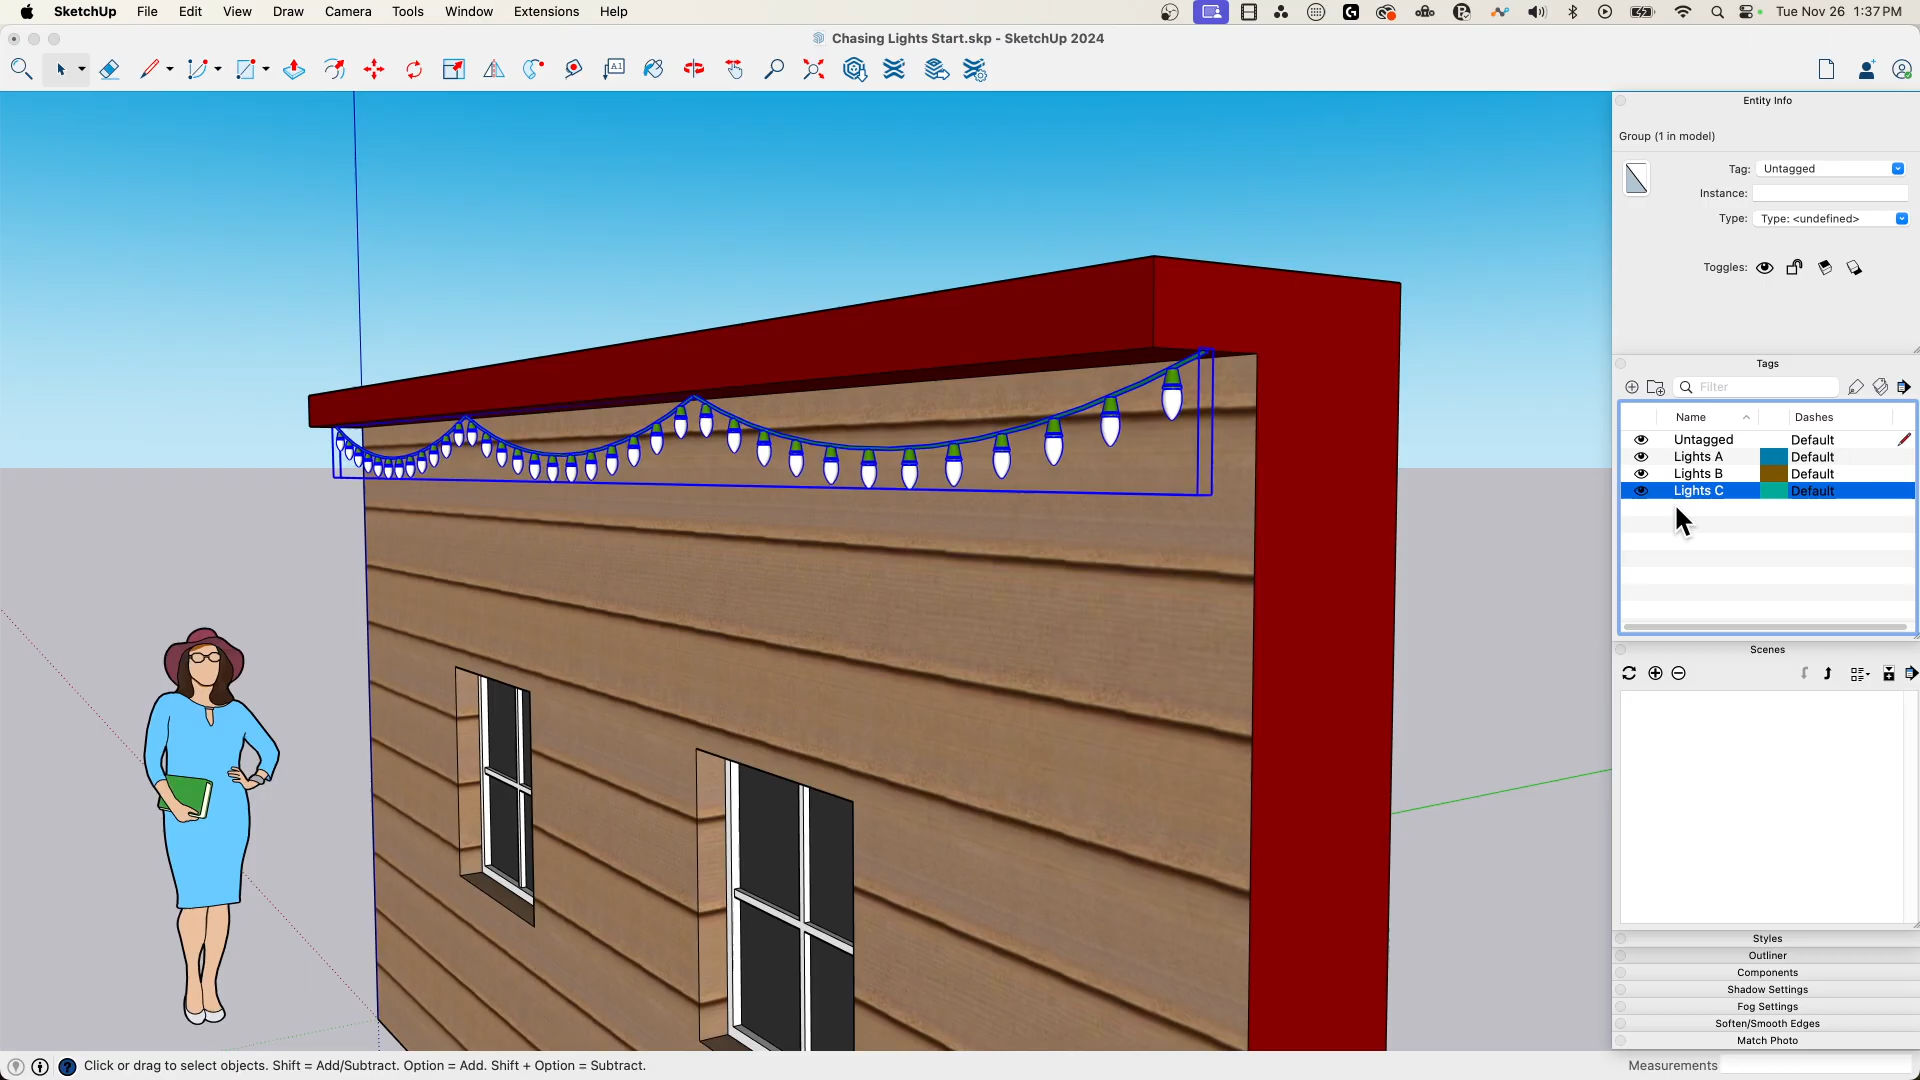 SketchUp File Edit View Draw Camera Tools Window Extensions Help Tue Nov 26 1:37 PM
Chasing Lights Start.skp - SketchUp 2024
A1
Entity Info
Group (1 in model)
Tag: Untagged
Instance:
Type: Type: <undefined>
Toggles:
Tags
Filter
Name Dashes
Untagged Default
Lights A Default
Lights B Default
Lights C Default
Scenes
Styles
Outliner
Components
Shadow Settings
Fog Settings
Soften/Smooth Edges
Match Photo
Click or drag to select objects. Shift = Add/Subtract. Option = Add. Shift + Option = Subtract.
Measurements